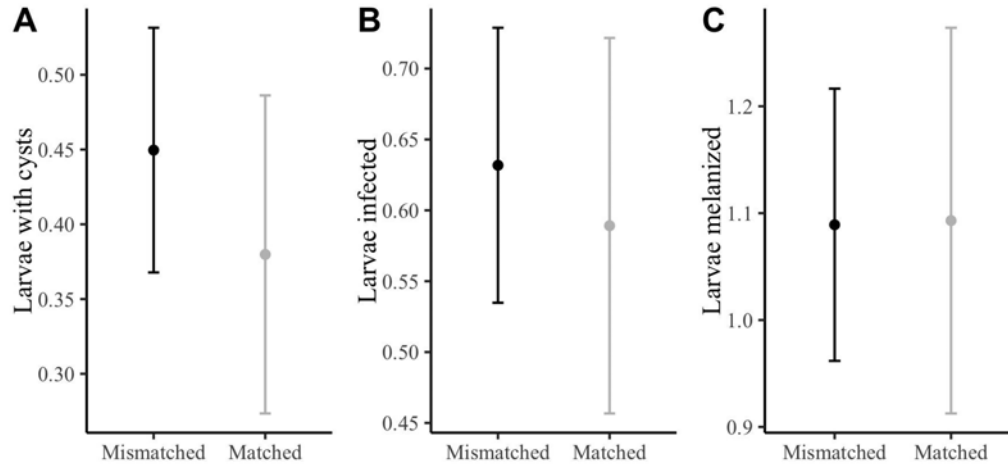 A
Larvae with cysts
0.50
0.45
0.40
0.35
0.30
Mismatched Matched
B
Larvae infected
0.70
0.65
0.60
0.55
0.50
0.45
Mismatched Matched
C
Larvae melanized
1.2
1.1
1.0
0.9
Mismatched Matched